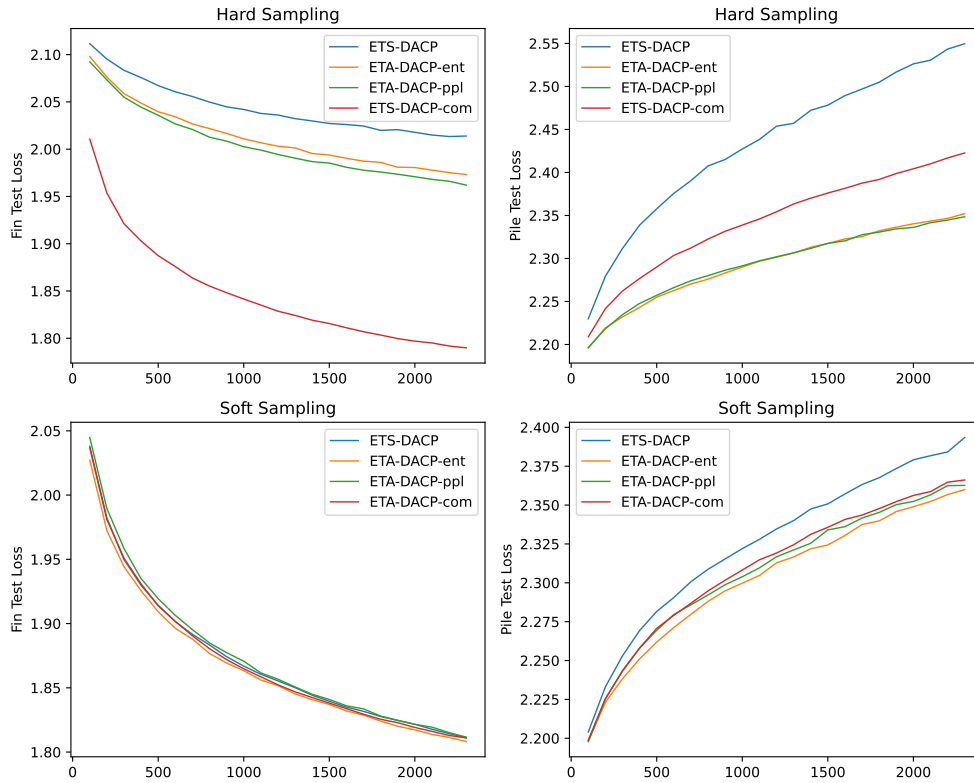 Hard Sampling
Fin Test Loss
2.10
2.05
2.00
1.95
1.90
1.85
1.80
0
500
1000
1500
2000
ETS-DACP
ETA-DACP-ent
ETA-DACP-ppl
ETS-DACP-com
Hard Sampling
Pile Test Loss
2.55
2.50
2.45
2.40
2.35
2.30
2.25
2.20
0
500
1000
1500
2000
ETS-DACP
ETA-DACP-ent
ETA-DACP-ppl
ETS-DACP-com
Soft Sampling
Fin Test Loss
2.05
2.00
1.95
1.90
1.85
1.80
0
500
1000
1500
2000
ETS-DACP
ETA-DACP-ent
ETA-DACP-ppl
ETA-DACP-com
Soft Sampling
Pile Test Loss
2.400
2.375
2.350
2.325
2.300
2.275
2.250
2.225
2.200
0
500
1000
1500
2000
ETS-DACP
ETA-DACP-ent
ETA-DACP-ppl
ETA-DACP-com